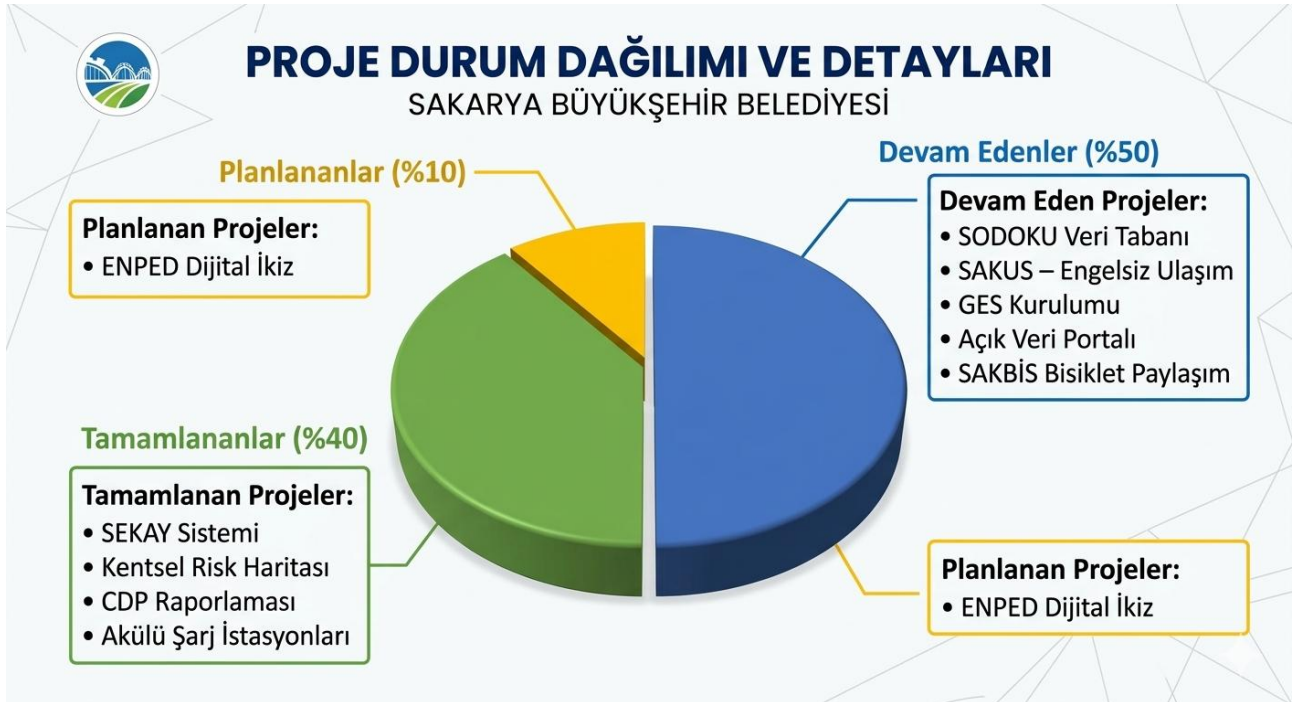 PROJE DURUM DAĞILIMI VE DETAYLARI
SAKARYA BÜYÜKŞEHİR BELEDİYESİ
Planlananlar (%10)
Planlanan Projeler:
• ENPED Dijital İkiz
Devam Edenler (%50)
Devam Eden Projeler:
• SODOKU Veri Tabanı
• SAKUS – Engelsiz Ulaşım
• GES Kurulumu
• Açık Veri Portalı
• SAKBİS Bisiklet Paylaşım
Tamamlananlar (%40)
Tamamlanan Projeler:
• SEKAY Sistemi
• Kentsel Risk Haritası
• CDP Raporlaması
• Akülü Şarj İstasyonları
Planlanan Projeler:
• ENPED Dijital İkiz